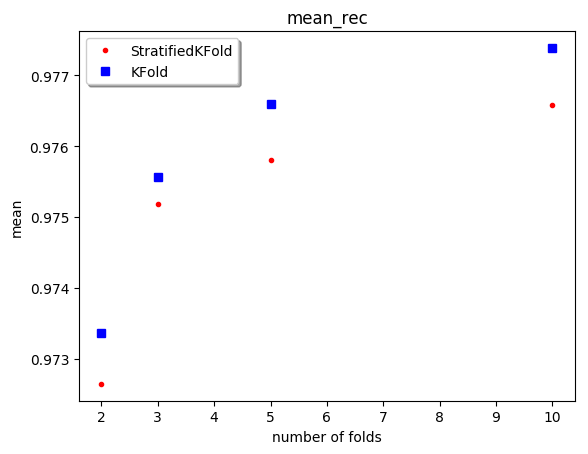 mean_rec
StratifiedKFold
KFold
0.977
0.976
0.975
0.974
0.973
mean
2 3 4 5 6 7 8 9 10
number of folds